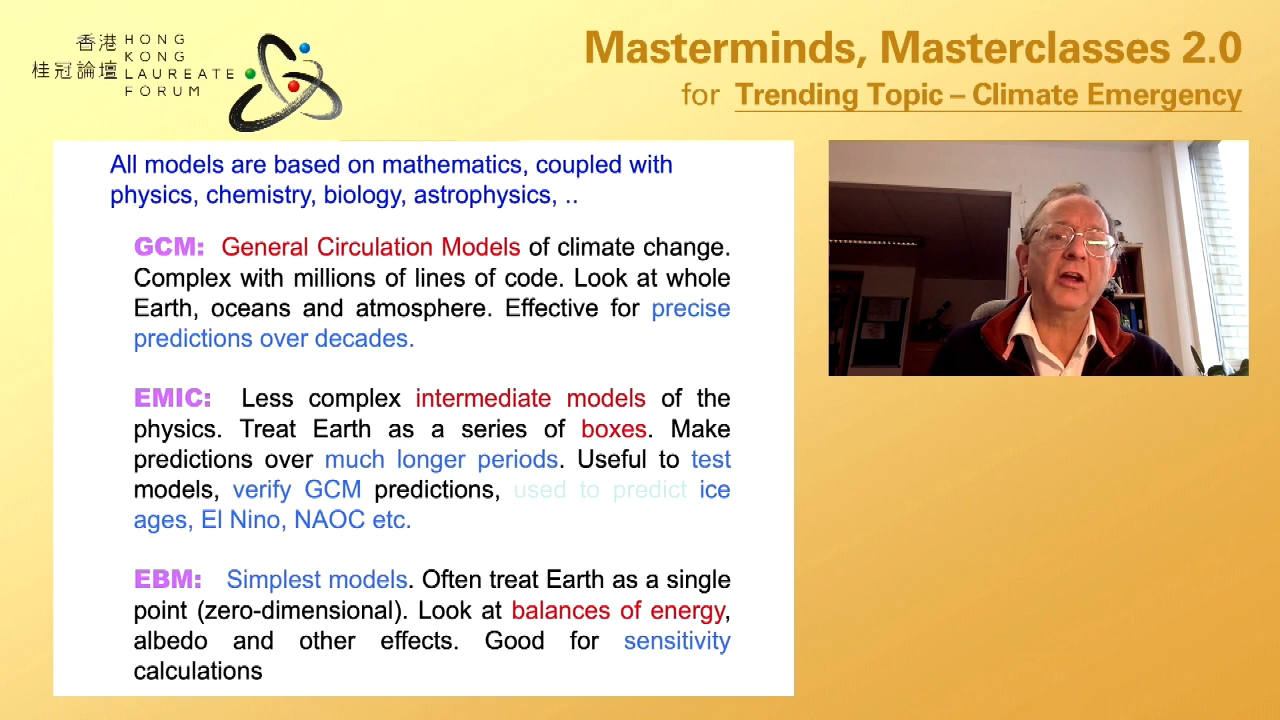 香港
桂冠論壇
HONG
KONG
LAUREATE
FORUM
Masterminds, Masterclasses 2.0
for Trending Topic – Climate Emergency
All models are based on mathematics, coupled with
physics, chemistry, biology, astrophysics, ..
GCM: General Circulation Models of climate change.
Complex with millions of lines of code. Look at whole
Earth, oceans and atmosphere. Effective for precise
predictions over decades.
EMIC: Less complex intermediate models of the
physics. Treat Earth as a series of boxes. Make
predictions over much longer periods. Useful to test
models, verify GCM predictions, used to predict ice
ages, El Nino, NAOC etc.
EBM: Simplest models. Often treat Earth as a single
point (zero-dimensional). Look at balances of energy,
albedo and other effects. Good for sensitivity
calculations